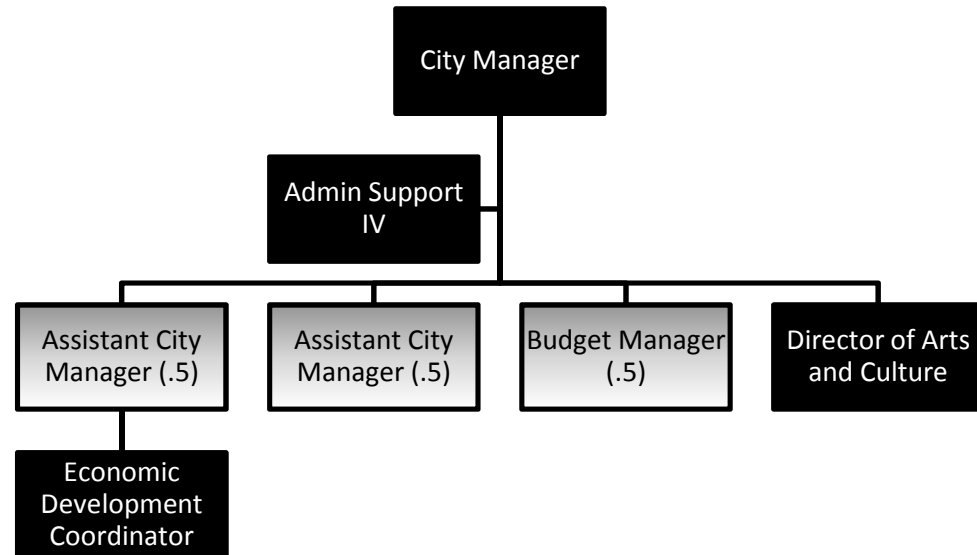 City Manager
Admin Support
IV
Assistant City
Manager (.5)
Assistant City
Manager (.5)
Budget Manager
(.5)
Director of Arts
and Culture
Economic
Development
Coordinator